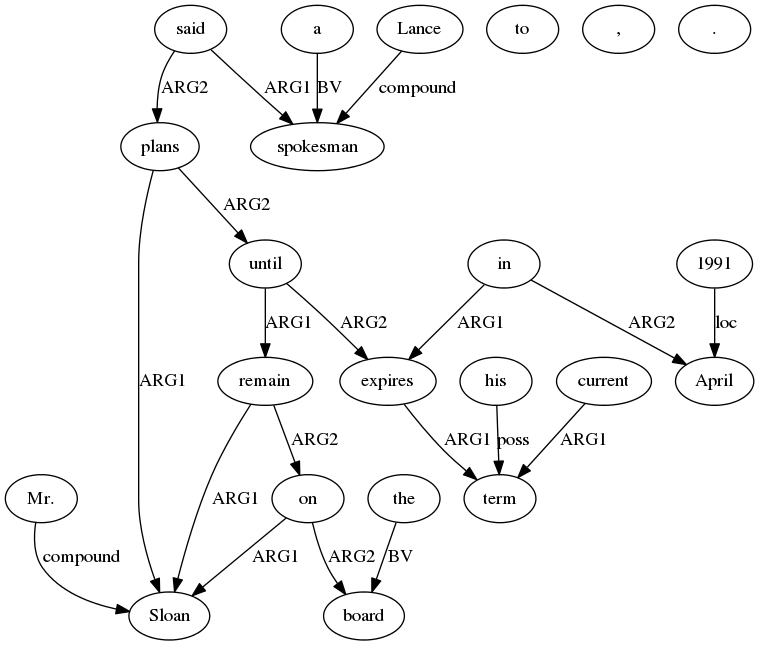 said a Lance to , .
ARG2 ARG1 BV compound
plans spokesman
ARG2
until in 1991
ARG1 ARG2 ARG1 ARG2 loc
ARG1 remain expires his current April
ARG1 ARG2 ARG1 poss ARG1
Mr. on the term
compound ARG1 ARG2 BV
Sloan board